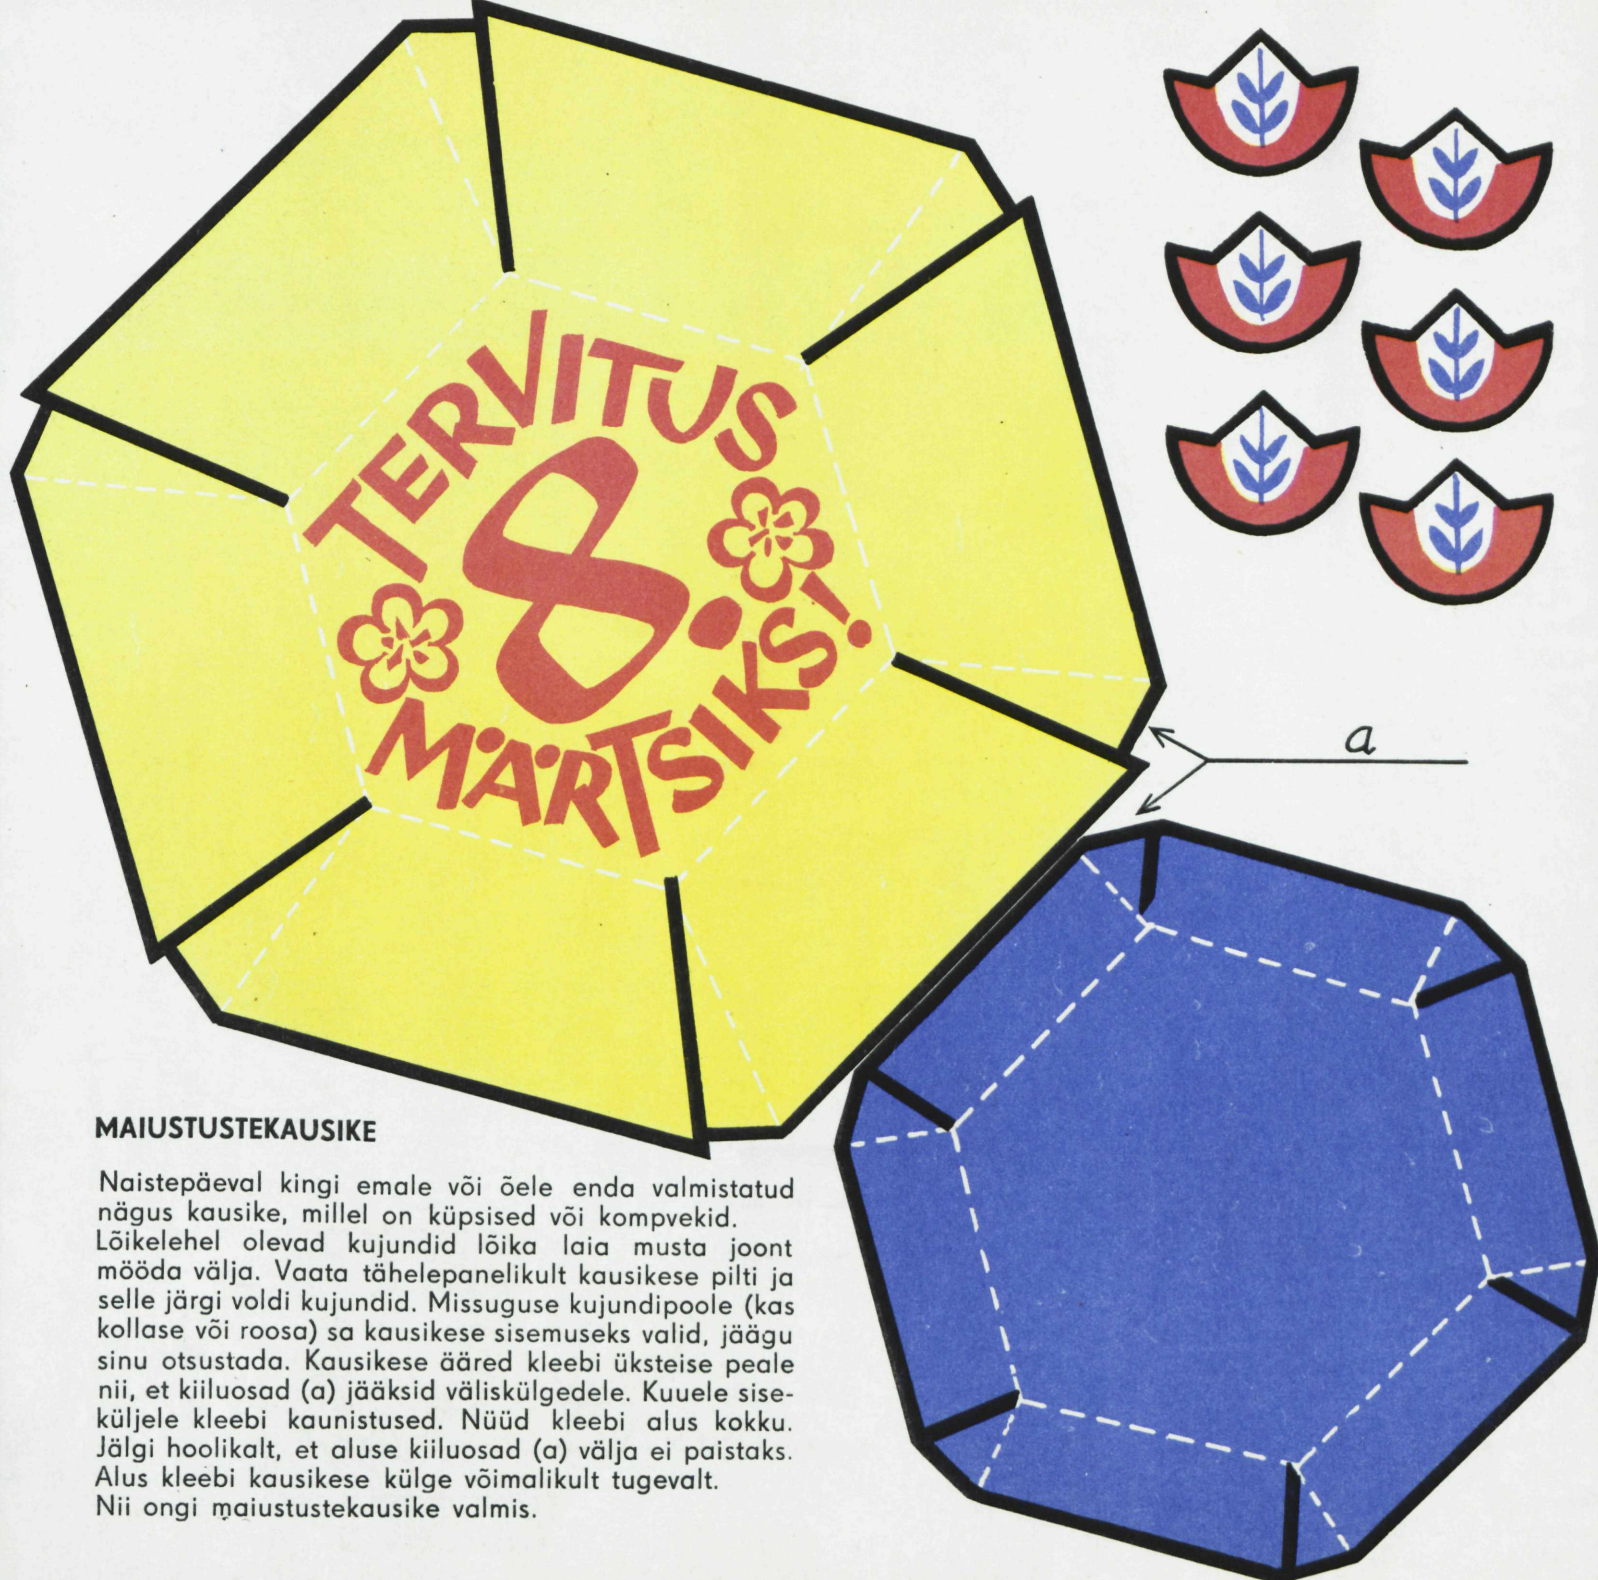 TERVITUS
8.
MÄRTSIKS!
a
MAIUSTUSTEKAUSIKE
Naistepäeval kingi emale või õele enda valmistatud
nägus kausike, millel on küpsised või kompvekid.
Lõikelehel olevad kujundid lõika laia musta joont
mööda välja. Vaata tähelepanelikult kausikese pilti ja
selle järgi voldi kujundid. Missuguse kujundipoole (kas
kollase või roosa) sa kausikese sisemuseks valid, jäägu
sinu otsustada. Kausikese ääred kleebi üksteise peale
nii, et kiiluosad (a) jääksid väliskülgedele. Kuuele sise-
küljele kleebi kaunistused. Nüüd kleebi alus kokku.
Jälgi hoolikalt, et aluse kiiluosad (a) välja ei paistaks.
Alus kleebi kausikese külge võimalikult tugevalt.
Nii ongi maiustustekausike valmis.